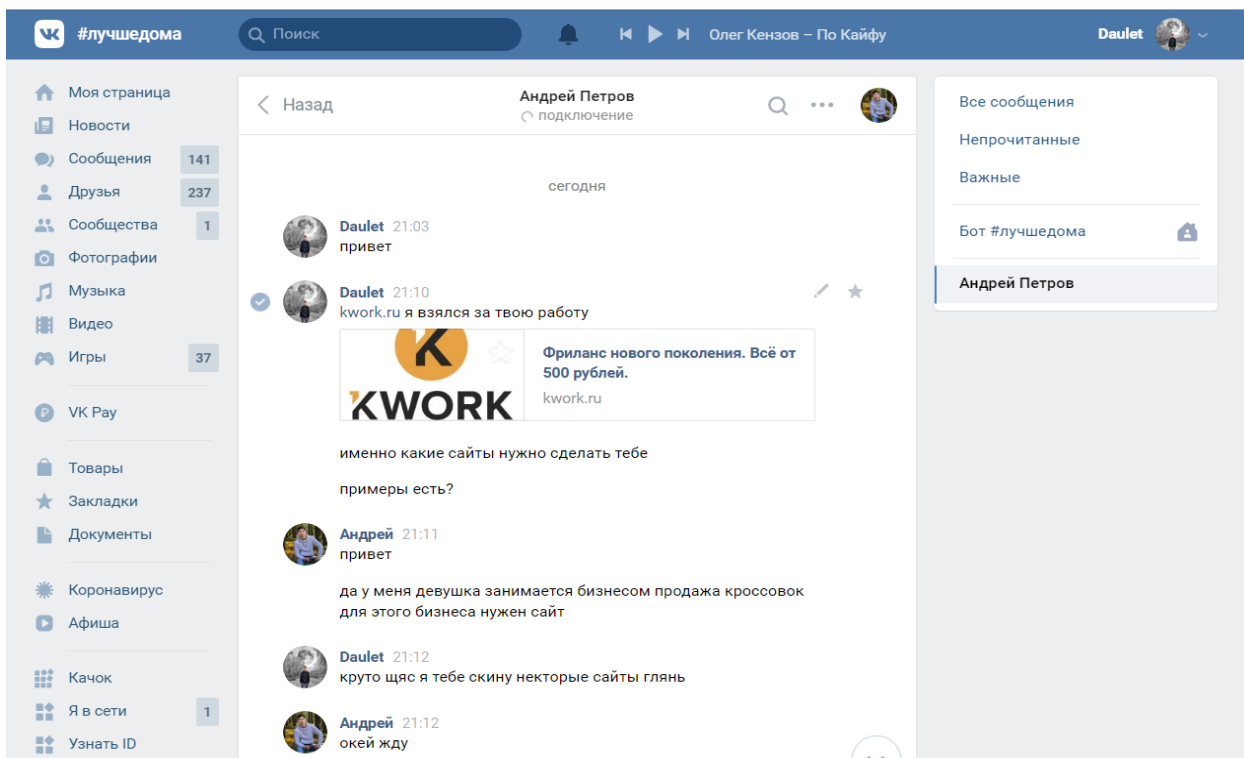 #лучшедома
Поиск
Олег Кензов – По Кайфу
Daulet
Моя страница
Новости
Сообщения 141
Друзья 237
Сообщества 1
Фотографии
Музыка
Видео
Игры 37
VK Pay
Товары
Закладки
Документы
Коронавирус
Афиша
Качок
Я в сети 1
Узнать ID
Назад
Андрей Петров
подключение
сегодня
Daulet 21:03
привет
Daulet 21:10
kwork.ru я взялся за твою работу
KWORK
Фриланс нового поколения. Всё от
500 рублей.
kwork.ru
именно какие сайты нужно сделать тебе
примеры есть?
Андрей 21:11
привет
да у меня девушка занимается бизнесом продажа кроссовок
для этого бизнеса нужен сайт
Daulet 21:12
круто щяс я тебе скину некторые сайты глянь
Андрей 21:12
окей жду
Все сообщения
Непрочитанные
Важные
Бот #лучшедома
Андрей Петров